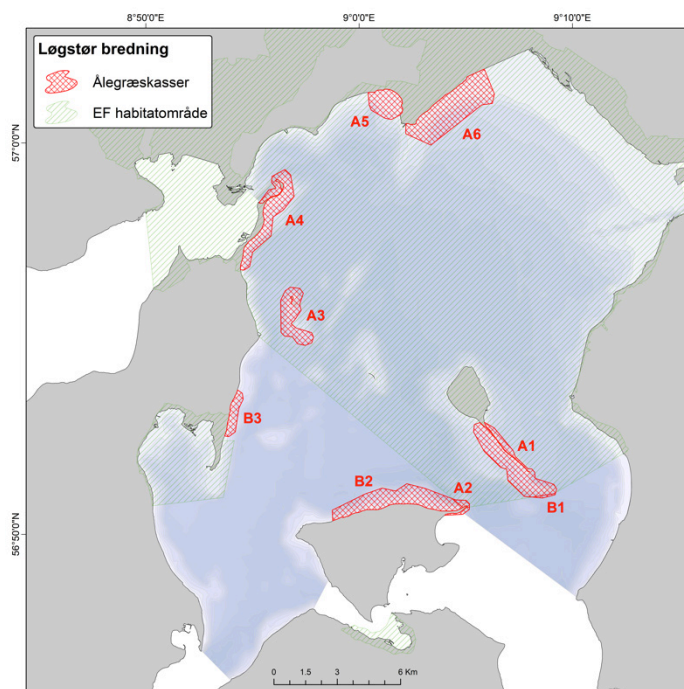 8°50'0"E
9°0'0"E
9°10'0"E
Løgstør bredning
Ålegræskasser
EF habitatområde
57°0'0"N
56°50'0"N
A5
A6
A4
A3
B3
A1
B2
A2
B1
0 1.5 3 6 Km